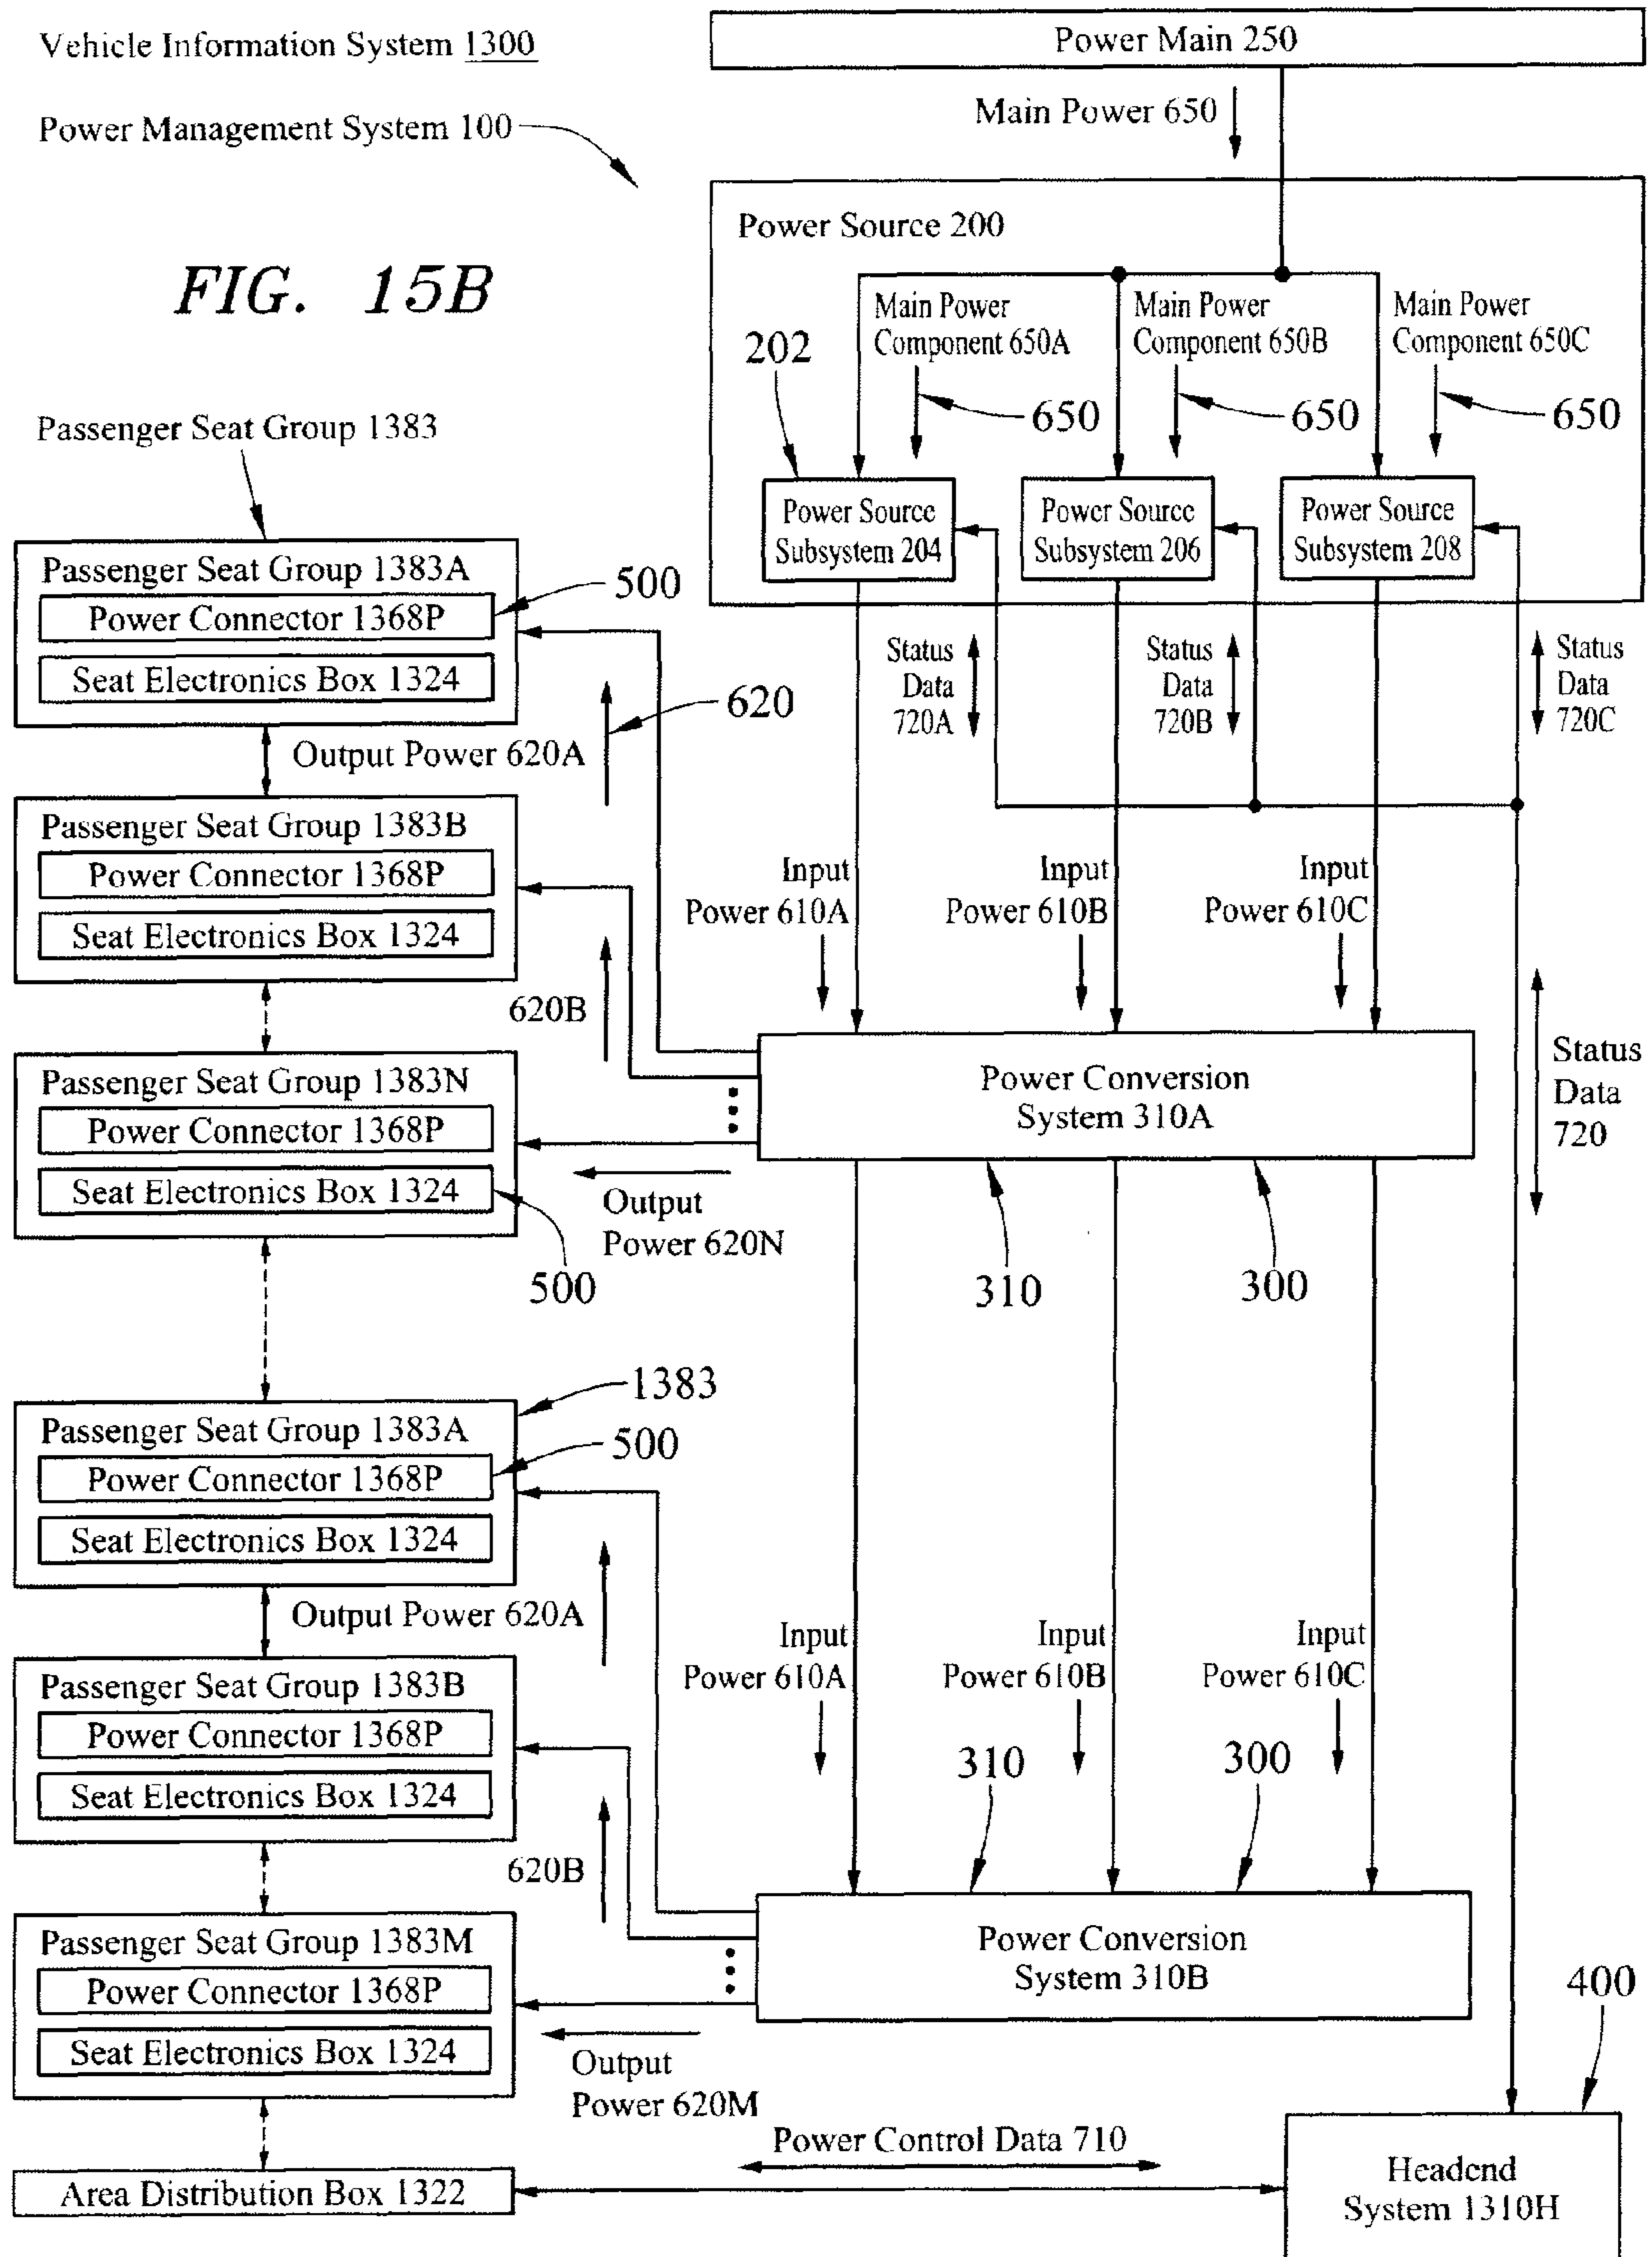 Vehicle Information System 1300
Power Main 250
Main Power 650
Power Management System 100
Power Source 200
FIG. 15B
Main Power
Component 650A
Main Power
Component 650B
Main Power
Component 650C
202
650
650
650
Passenger Seat Group 1383
Power Source
Subsystem 204
Power Source
Subsystem 206
Power Source
Subsystem 208
Passenger Seat Group 1383A
Power Connector 1368P
Seat Electronics Box 1324
500
Status
Data
720A
Status
Data
720B
Status
Data
720C
620
Output Power 620A
Passenger Seat Group 1383B
Power Connector 1368P
Seat Electronics Box 1324
Input
Power 610A
Input
Power 610B
Input
Power 610C
620B
Passenger Seat Group 1383N
Power Connector 1368P
Seat Electronics Box 1324
Power Conversion
System 310A
Status
Data
720
Output
Power 620N
500
310
300
1383
Passenger Seat Group 1383A
500
Power Connector 1368P
Seat Electronics Box 1324
Output Power 620A
Input
Power 610A
Input
Power 610B
Input
Power 610C
Passenger Seat Group 1383B
Power Connector 1368P
Seat Electronics Box 1324
310
300
620B
Passenger Seat Group 1383M
Power Connector 1368P
Seat Electronics Box 1324
Power Conversion
System 310B
400
Output
Power 620M
Power Control Data 710
Area Distribution Box 1322
Headend
System 1310H